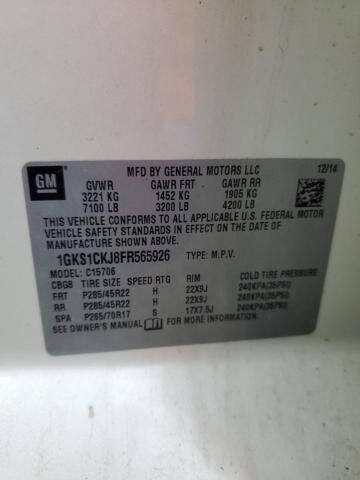 GM
MFD BY GENERAL MOTORS LLC 12/14
GVWR GAWR FRT GAWR RR
3221 KG 1452 KG 1905 KG
7100 LB 3200 LB 4200 LB
THIS VEHICLE CONFORMS TO ALL APPLICABLE U.S. FEDERAL MOTOR
VEHICLE SAFETY STANDARDS IN EFFECT ON THE DATE OF
MANUFACTURE SHOWN ABOVE.
1GKS1CKJ8FR565926 TYPE: M.P.V.
MODEL: C15706
CBG8 TIRE SIZE SPEED RTG RIM COLD TIRE PRESSURE
FRT P285/45R22 H 22X9J 240KPA(35PSI)
RR P285/45R22 H 22X9J 240KPA(35PSI)
SPA P265/70R17 S 17X7.5J 240KPA(35PSI)
SEE OWNER'S MANUAL FOR MORE INFORMATION.